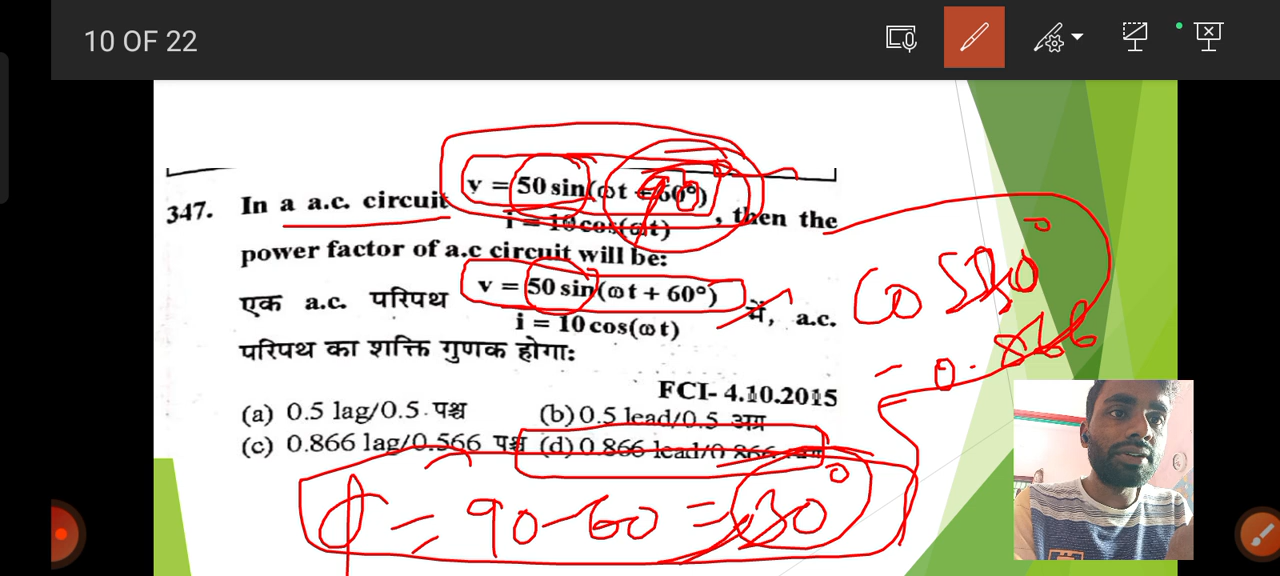 10 OF 22
v = 50 sin(ωt + 60°)
347. In a a.c. circuit , then the
i = 10 cos(ωt)
power factor of a.c circuit will be:
v = 50 sin(ωt + 60°)
एक a.c. परिपथ में, a.c.
i = 10 cos(ωt)
परिपथ का शक्ति गुणक होगा:
FCI- 4.10.2015
(a) 0.5 lag/0.5 पश्च (b) 0.5 lead/0.5 अग्र
(c) 0.866 lag/0.566 पश्च (d) 0.866 lead/0.866
90°
cos30°
= 0.866
ϕ = 90-60 = 30°